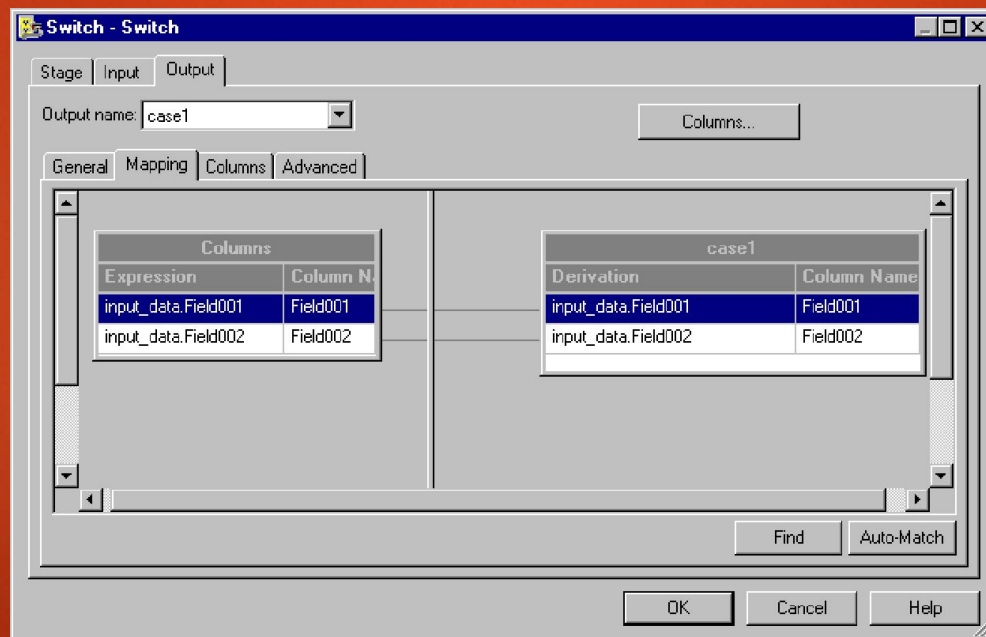 Switch - Switch
Stage Input Output
Output name: case1
Columns...
General Mapping Columns Advanced
Columns
Expression Column N
input_data.Field001 Field001
input_data.Field002 Field002
case1
Derivation Column Name
input_data.Field001 Field001
input_data.Field002 Field002
Find Auto-Match
OK Cancel Help